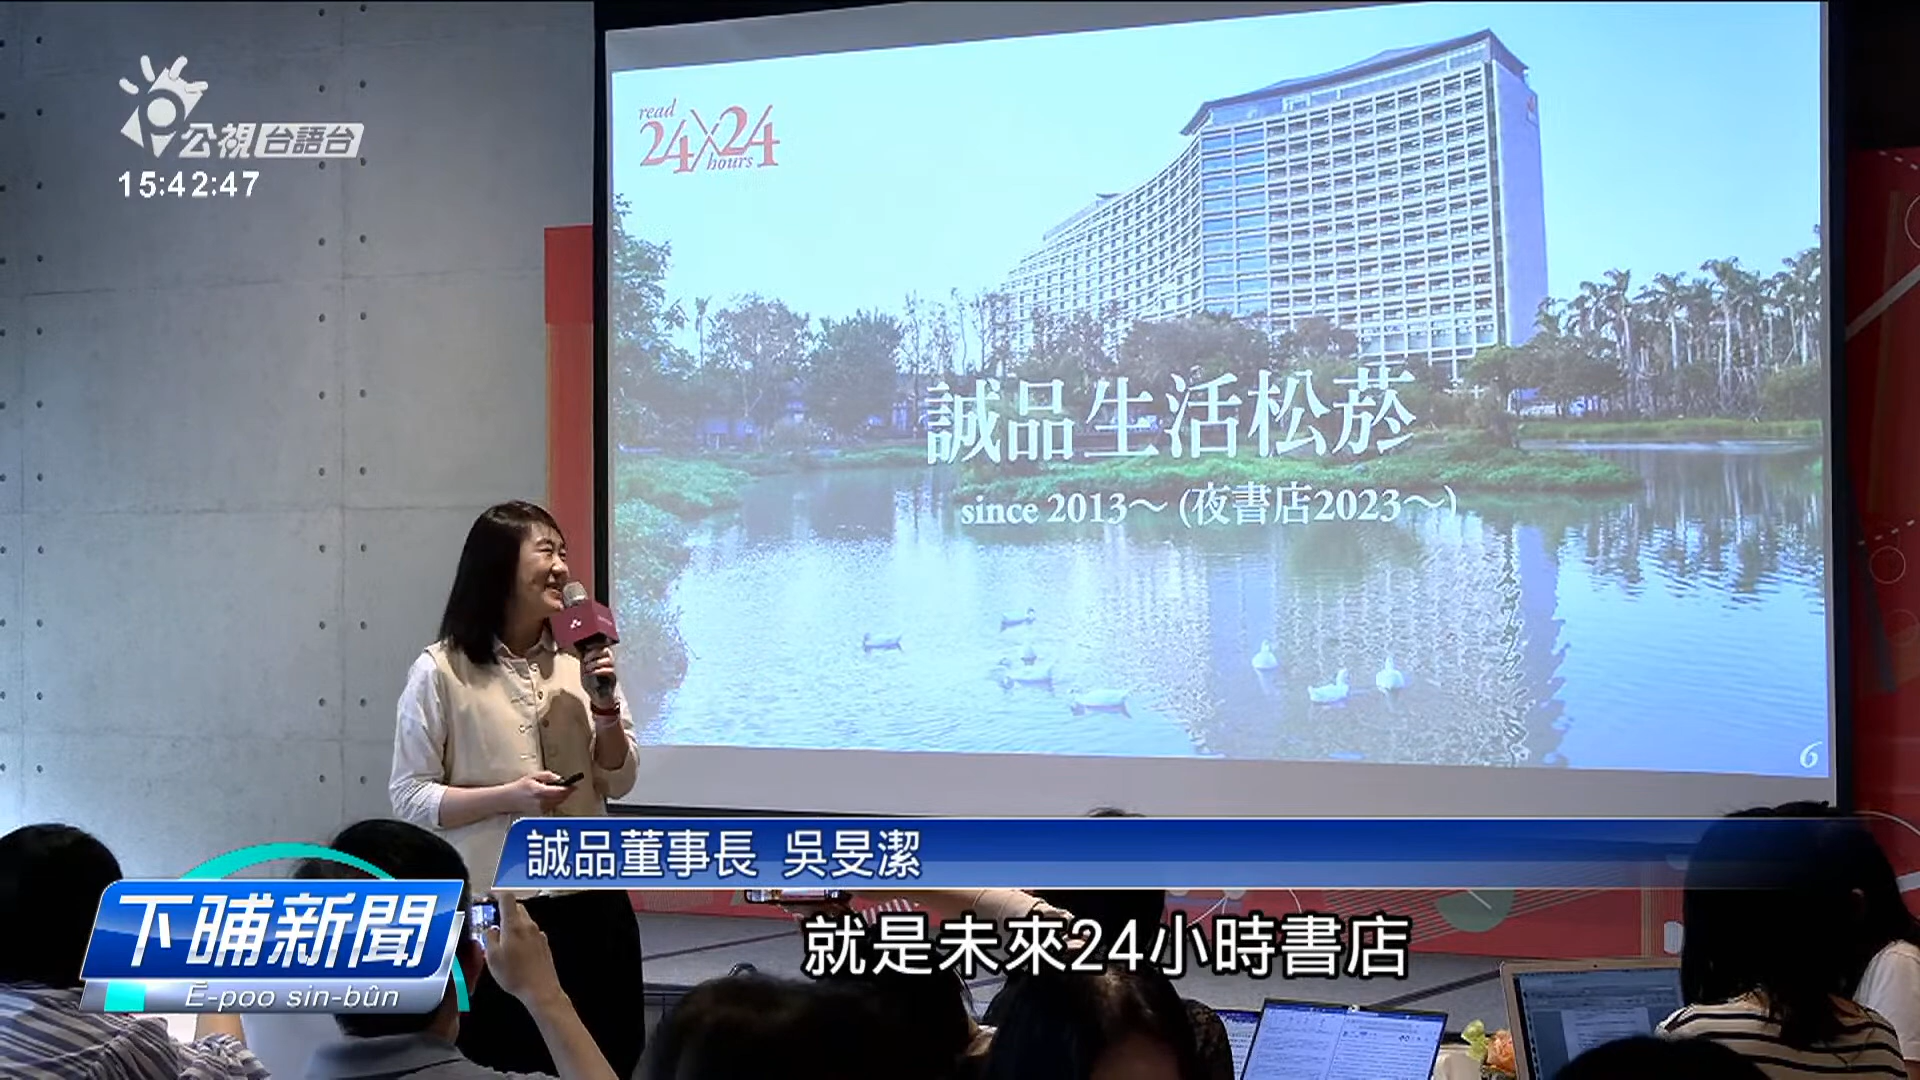 公視台語台
15:42:47
read
24X24
hours
誠品生活松菸
since 2013～ (夜書店2023～)
6
誠品董事長 吳旻潔
下晡新聞
Ē-poo sin-bûn
就是未來24小時書店